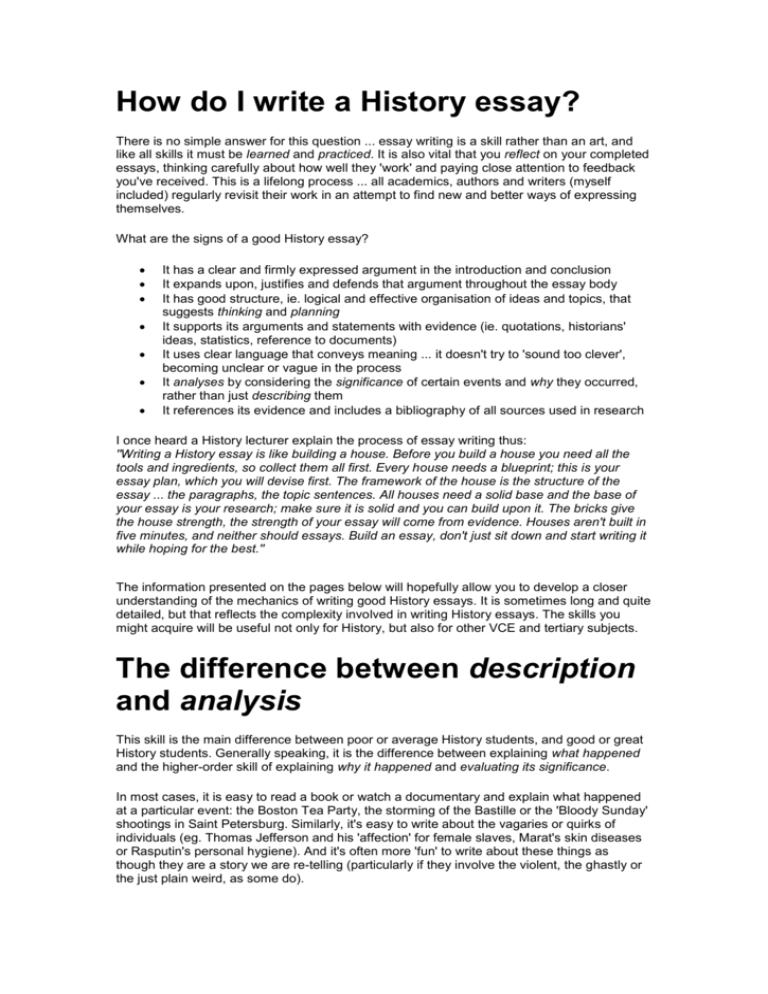 How do I write a History essay?
There is no simple answer for this question ... essay writing is a skill rather than an art, and
like all skills it must be learned and practiced. It is also vital that you reflect on your completed
essays, thinking carefully about how well they 'work' and paying close attention to feedback
you've received. This is a lifelong process ... all academics, authors and writers (myself
included) regularly revisit their work in an attempt to find new and better ways of expressing
themselves.
What are the signs of a good History essay?
• It has a clear and firmly expressed argument in the introduction and conclusion
• It expands upon, justifies and defends that argument throughout the essay body
• It has good structure, ie. logical and effective organisation of ideas and topics, that
suggests thinking and planning
• It supports its arguments and statements with evidence (ie. quotations, historians'
ideas, statistics, reference to documents)
• It uses clear language that conveys meaning ... it doesn't try to 'sound too clever',
becoming unclear or vague in the process
• It analyses by considering the significance of certain events and why they occurred,
rather than just describing them
• It references its evidence and includes a bibliography of all sources used in research
I once heard a History lecturer explain the process of essay writing thus:
"Writing a History essay is like building a house. Before you build a house you need all the
tools and ingredients, so collect them all first. Every house needs a blueprint; this is your
essay plan, which you will devise first. The framework of the house is the structure of the
essay ... the paragraphs, the topic sentences. All houses need a solid base and the base of
your essay is your research; make sure it is solid and you can build upon it. The bricks give
the house strength, the strength of your essay will come from evidence. Houses aren't built in
five minutes, and neither should essays. Build an essay, don't just sit down and start writing it
while hoping for the best."
The information presented on the pages below will hopefully allow you to develop a closer
understanding of the mechanics of writing good History essays. It is sometimes long and quite
detailed, but that reflects the complexity involved in writing History essays. The skills you
might acquire will be useful not only for History, but also for other VCE and tertiary subjects.
The difference between description
and analysis
This skill is the main difference between poor or average History students, and good or great
History students. Generally speaking, it is the difference between explaining what happened
and the higher-order skill of explaining why it happened and evaluating its significance.
In most cases, it is easy to read a book or watch a documentary and explain what happened
at a particular event: the Boston Tea Party, the storming of the Bastille or the 'Bloody Sunday'
shootings in Saint Petersburg. Similarly, it's easy to write about the vagaries or quirks of
individuals (eg. Thomas Jefferson and his 'affection' for female slaves, Marat's skin diseases
or Rasputin's personal hygiene). And it's often more 'fun' to write about these things as
though they are a story we are re-telling (particularly if they involve the violent, the ghastly or
the just plain weird, as some do).